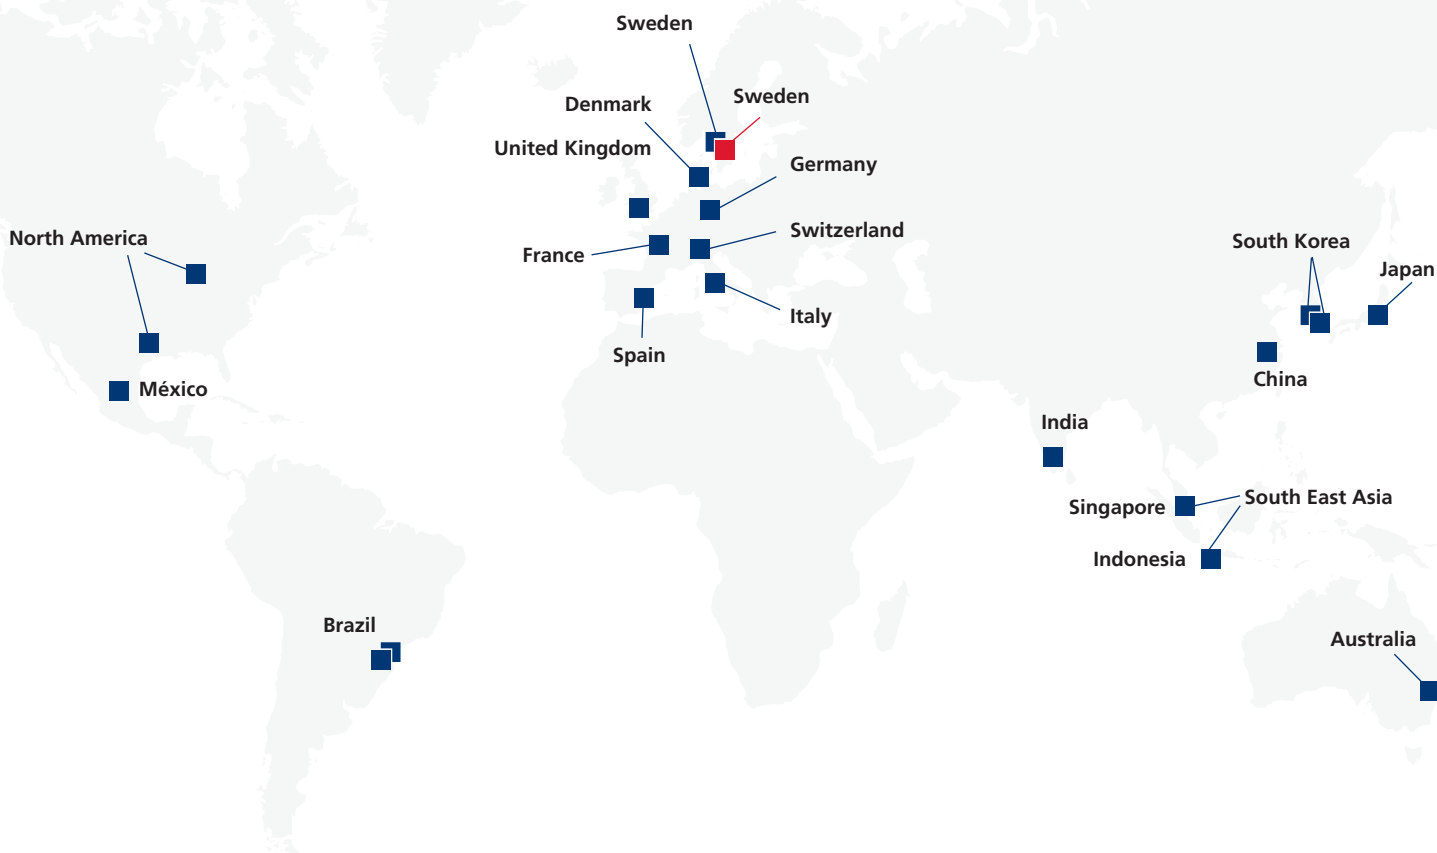 Sweden
Sweden
Denmark
United Kingdom
Germany
Switzerland
France
Italy
Spain
North America
México
Brazil
South Korea
Japan
China
India
Singapore
South East Asia
Indonesia
Australia